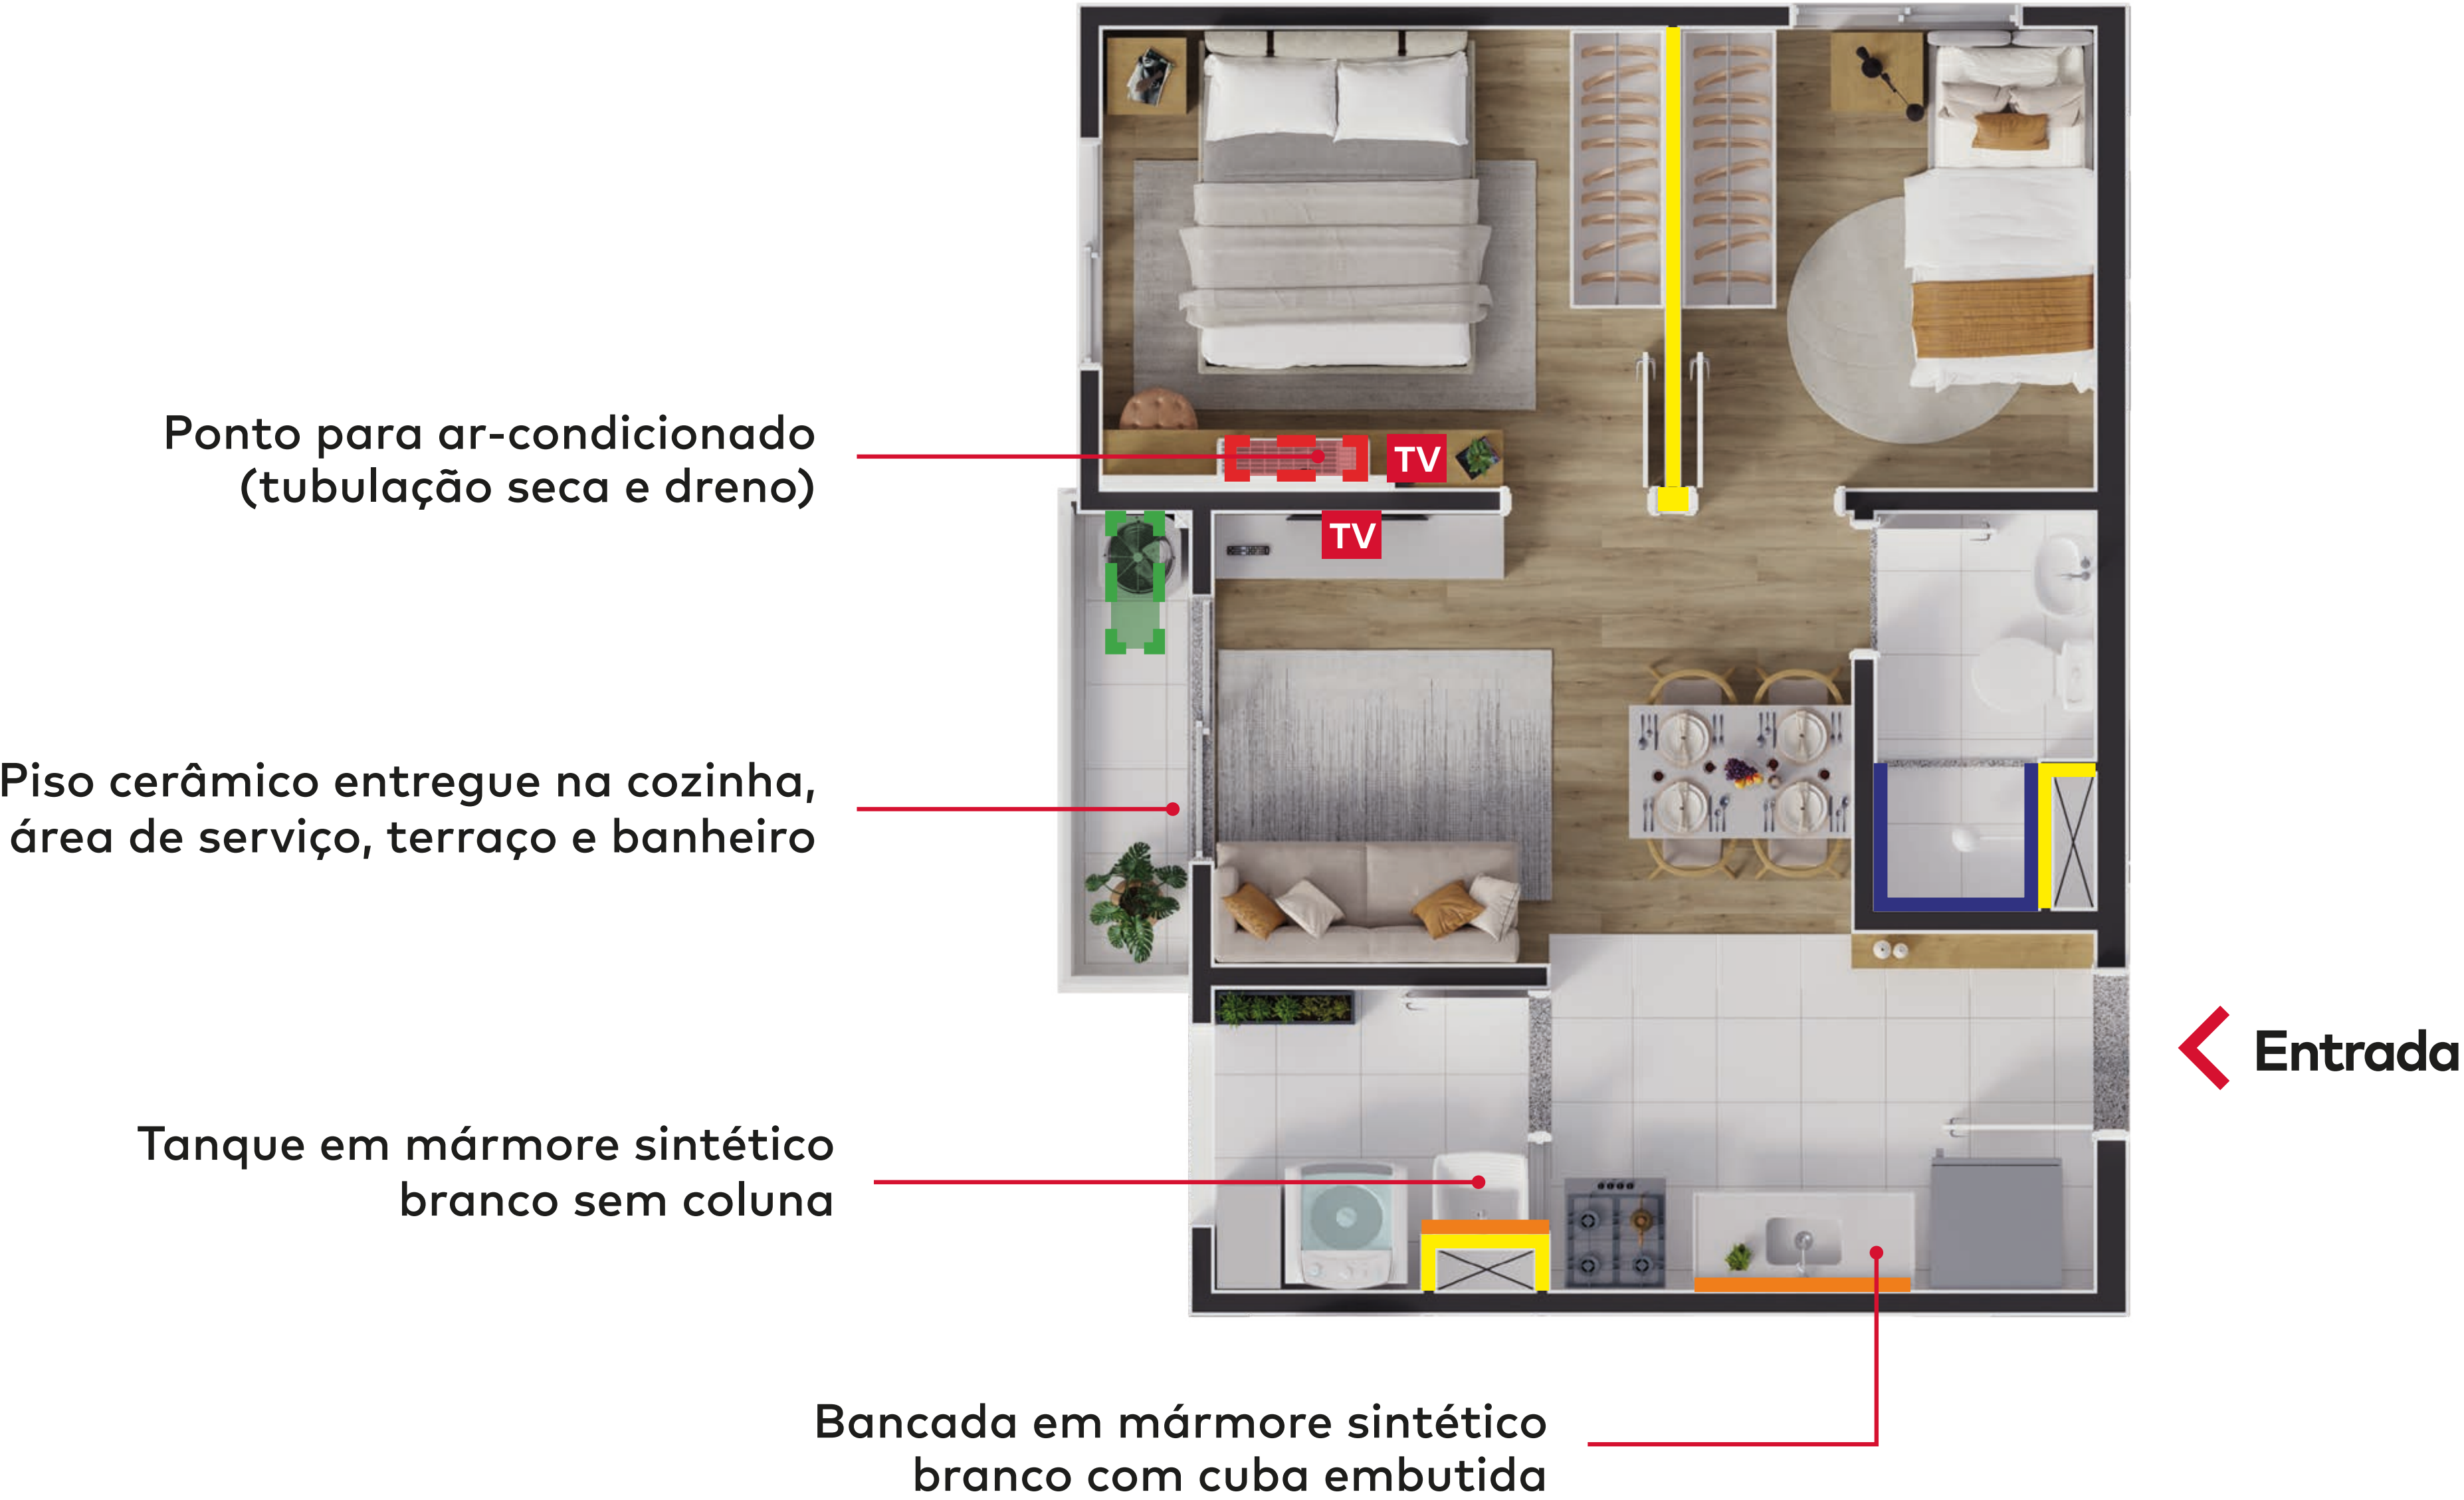 Ponto para ar-condicionado
(tubulação seca e dreno)
TV
TV
Piso cerâmico entregue na cozinha,
área de serviço, terraço e banheiro
Entrada
Tanque em mármore sintético
branco sem coluna
Bancada em mármore sintético
branco com cuba embutida